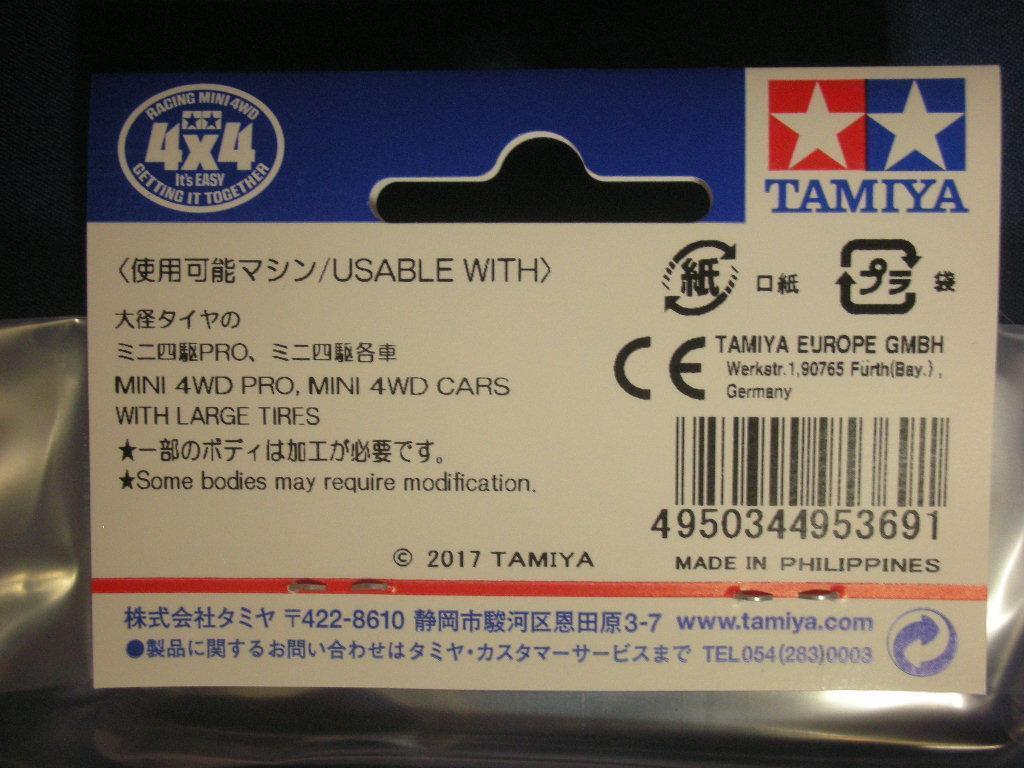 RACING MINI 4WD
4x4
It's EASY
GETTING IT TOGETHER
TAMIYA
〈使用可能マシン/USABLE WITH〉
大径タイヤの
ミニ四駆PRO、ミニ四駆各車
MINI 4WD PRO, MINI 4WD CARS
WITH LARGE TIRES
★一部のボディは加工が必要です。
★Some bodies may require modification.
紙 口紙
プラ 袋
CE TAMIYA EUROPE GMBH
Werkstr.1,90765 Fürth(Bay.),
Germany
4950344953691
MADE IN PHILIPPINES
© 2017 TAMIYA
株式会社タミヤ 〒422-8610 静岡市駿河区恩田原3-7 www.tamiya.com
●製品に関するお問い合わせはタミヤ・カスタマーサービスまで TEL054(283)0003